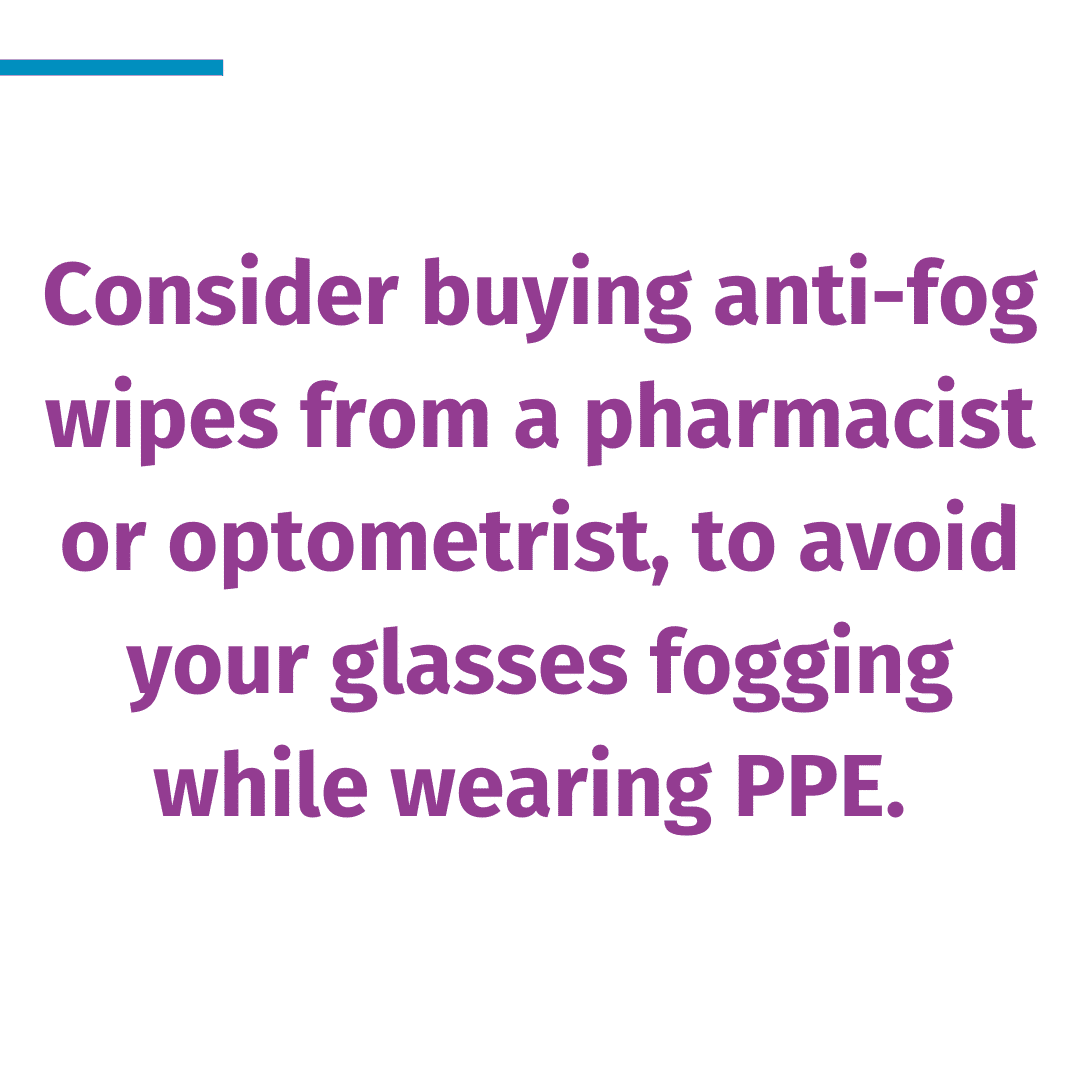 Consider buying anti-fog
wipes from a pharmacist
or optometrist, to avoid
your glasses fogging
while wearing PPE.